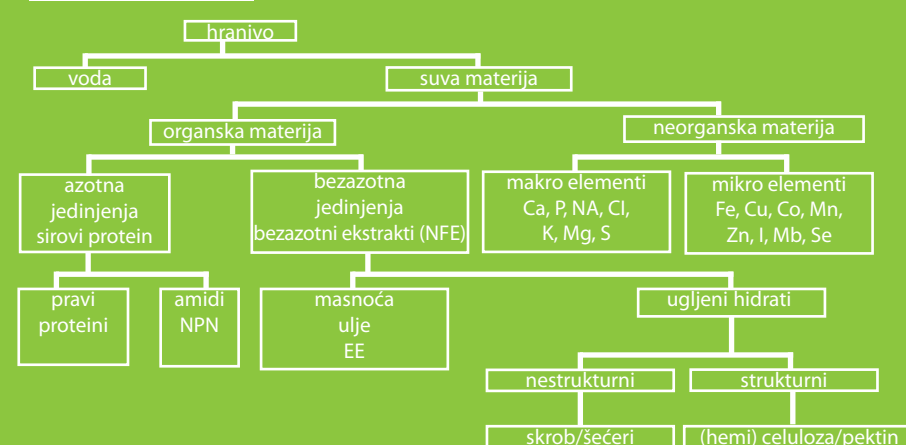 hranivo
voda
suva materija
organska materija
neorganska materija
azotna
jedinjenja
sirovi protein
bezazotna
jedinjenja
bezazotni ekstrakti (NFE)
makro elementi
Ca, P, NA, Cl,
K, Mg, S
mikro elementi
Fe, Cu, Co, Mn,
Zn, I, Mb, Se
pravi
proteini
amidi
NPN
masnoća
ulje
EE
ugljeni hidrati
nestrukturni
strukturni
skrob/šećeri
(hemi) celuloza/pektin